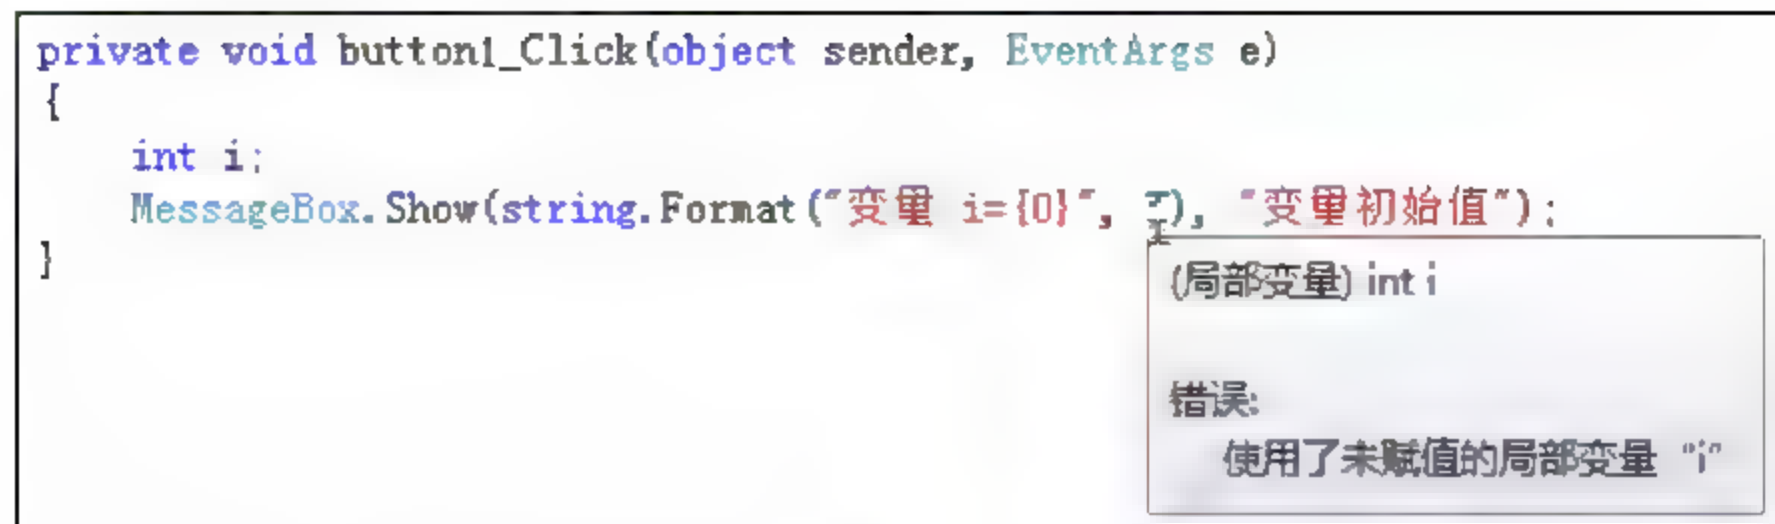 private void button1_Click(object sender, EventArgs e)
{
int i;
MessageBox.Show(string.Format("变量 i={0}", i), "变量初始值");
}
(局部变量) int i
错误:
使用了未赋值的局部变量 "i"